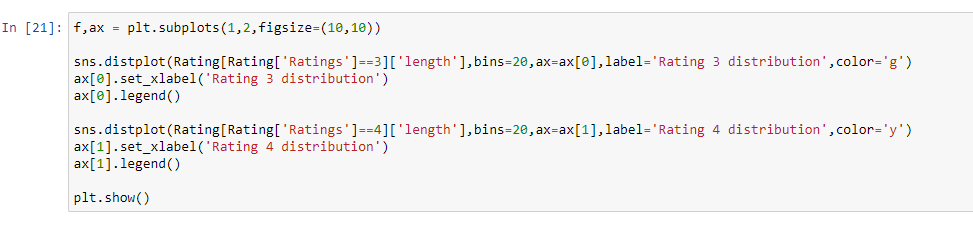 In [21]: f,ax = plt.subplots(1,2,figsize=(10,10))
sns.distplot(Rating[Rating['Ratings']==3]['length'],bins=20,ax=ax[0],label='Rating 3 distribution',color='g')
ax[0].set_xlabel('Rating 3 distribution')
ax[0].legend()
sns.distplot(Rating[Rating['Ratings']==4]['length'],bins=20,ax=ax[1],label='Rating 4 distribution',color='y')
ax[1].set_xlabel('Rating 4 distribution')
ax[1].legend()
plt.show()